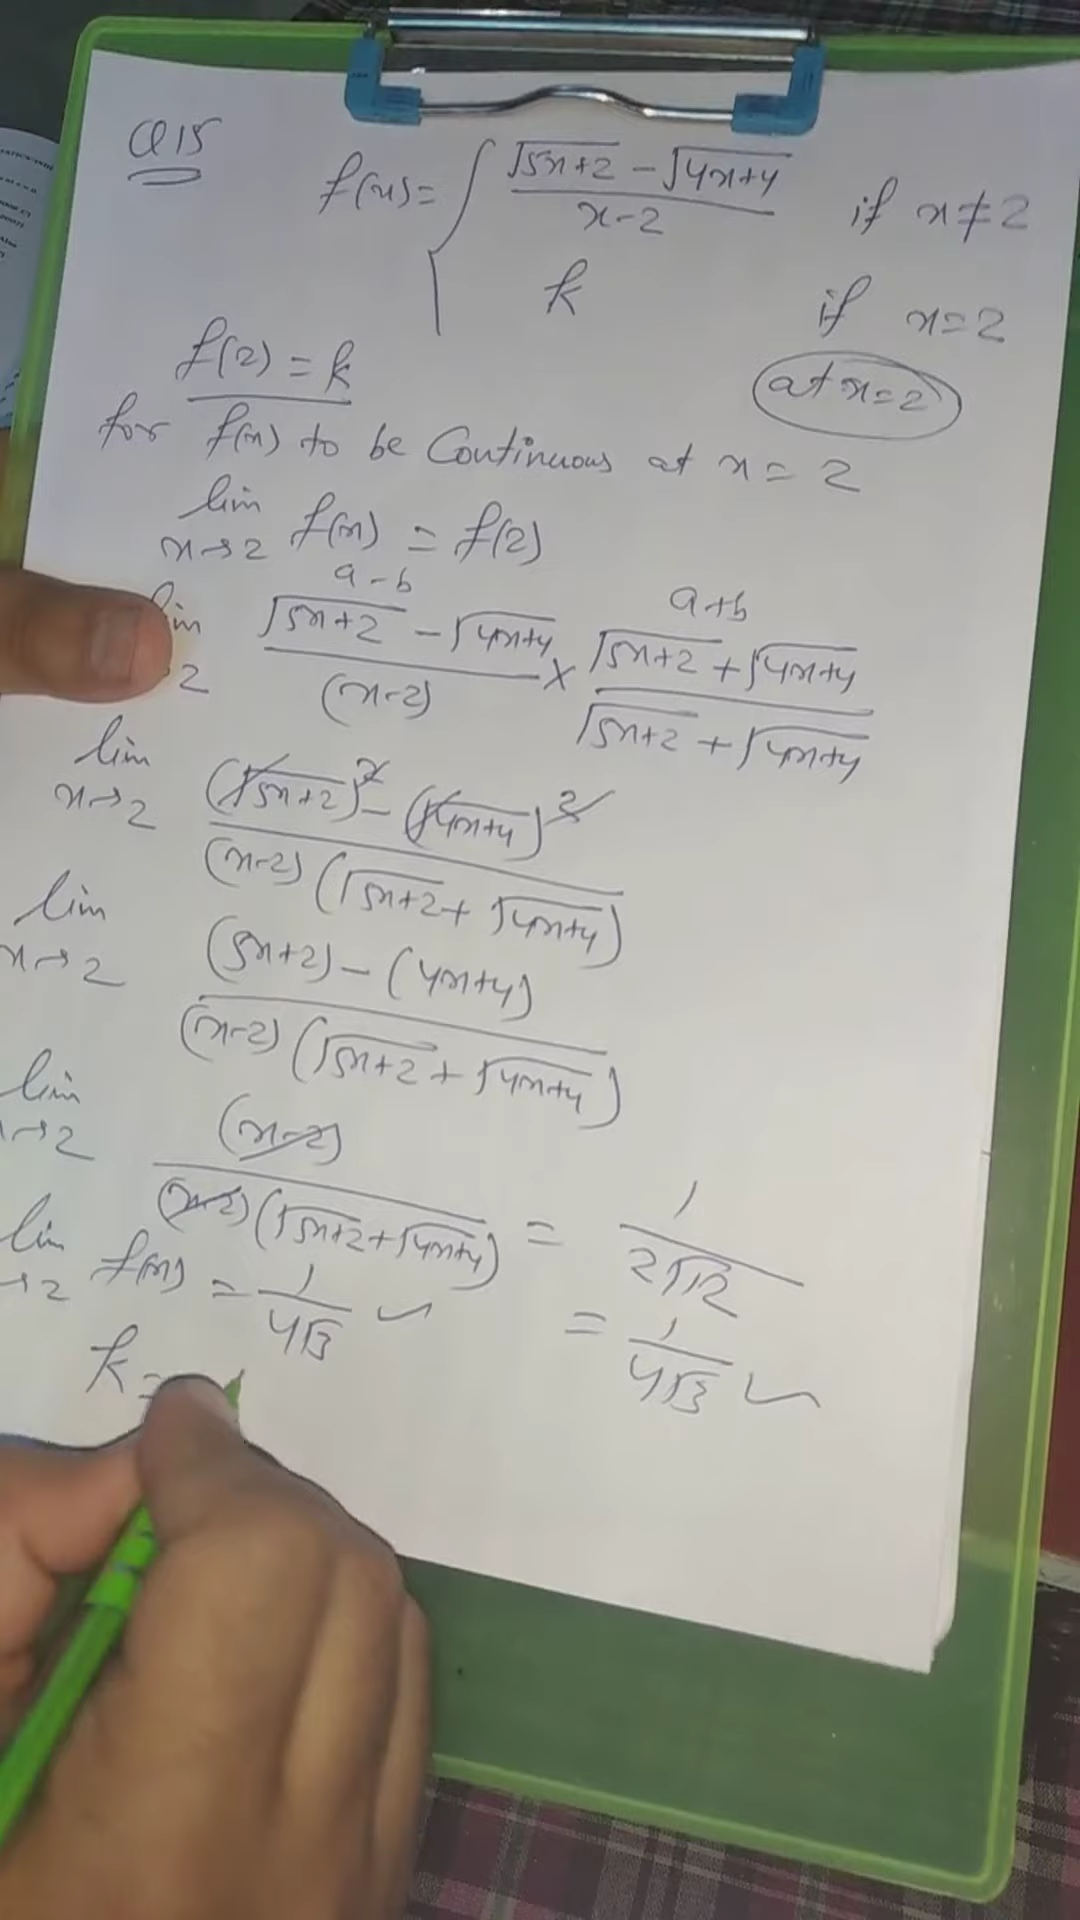 Q15
f(x) = { (√5x+2 - √4x+4)/(x-2) if x ≠ 2
k if x = 2
f(2) = k
at x = 2
for f(x) to be Continuous at x = 2
lim x→2 f(x) = f(2)
a - b a + b
(√5x+2 - √4x+4)/(x-2) × (√5x+2 + √4x+4)/(√5x+2 + √4x+4)
lim x→2 ((√5x+2)² - (√4x+4)²)/((x-2)(√5x+2 + √4x+4))
lim x→2 ((5x+2) - (4x+4))/((x-2)(√5x+2 + √4x+4))
lim →2 (x-2)/((x-2)(√5x+2 + √4x+4)) = 1/(2√12)
lim →2 f(x) = 1/(4√3) = 1/(4√3)
k =